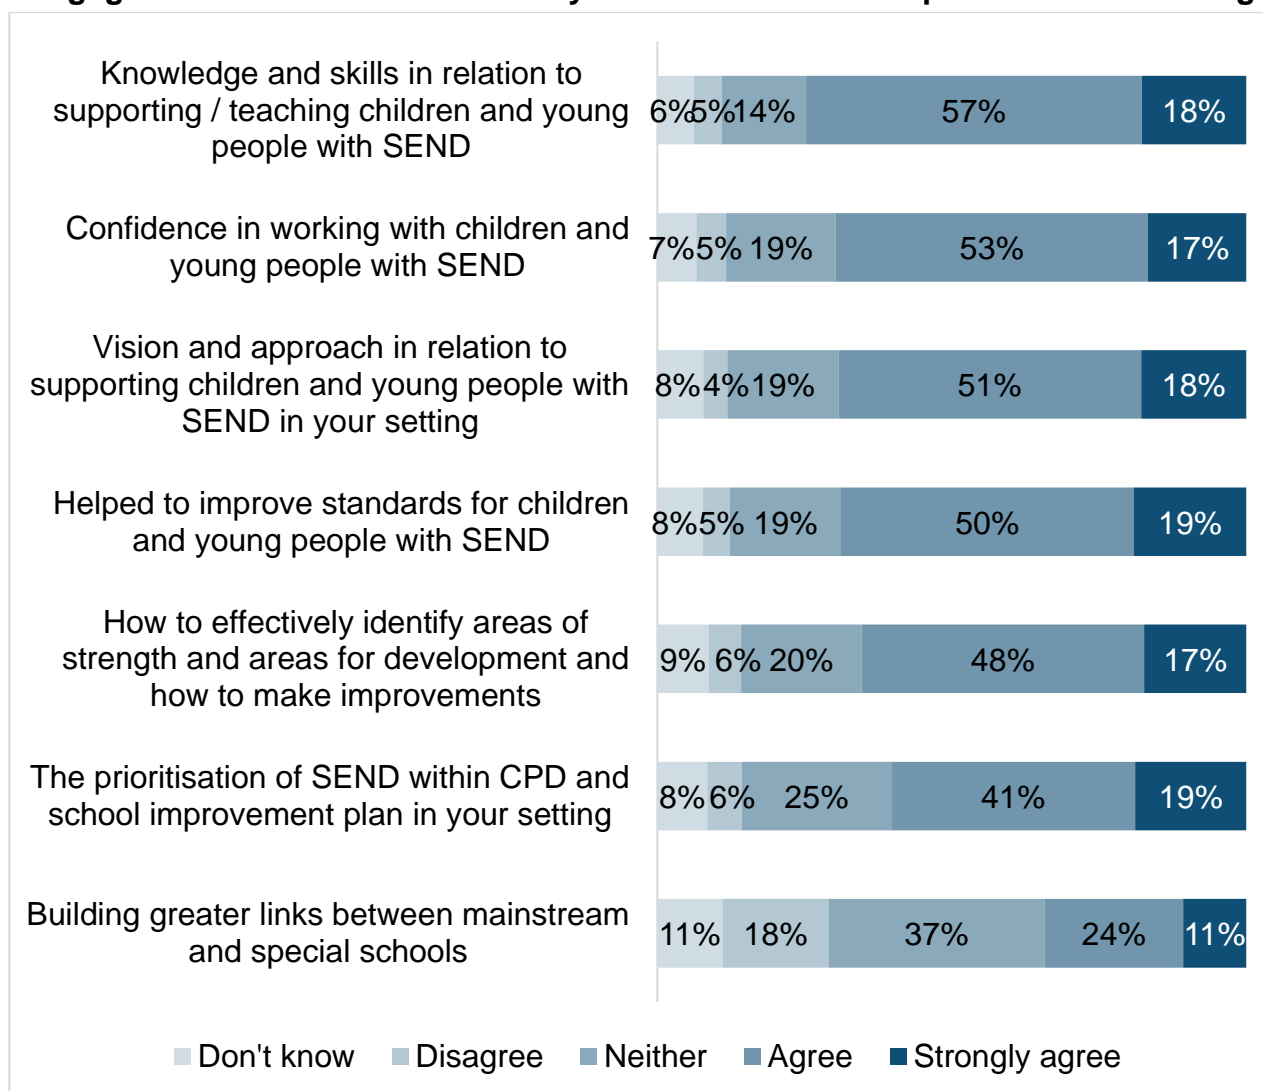 Knowledge and skills in relation to
supporting / teaching children and young
people with SEND
6% 5% 14% 57% 18%
Confidence in working with children and
young people with SEND
7% 5% 19% 53% 17%
Vision and approach in relation to
supporting children and young people with
SEND in your setting
8% 4% 19% 51% 18%
Helped to improve standards for children
and young people with SEND
8% 5% 19% 50% 19%
How to effectively identify areas of
strength and areas for development and
how to make improvements
9% 6% 20% 48% 17%
The prioritisation of SEND within CPD and
school improvement plan in your setting
8% 6% 25% 41% 19%
Building greater links between mainstream
and special schools
11% 18% 37% 24% 11%
Don't know Disagree Neither Agree Strongly agree